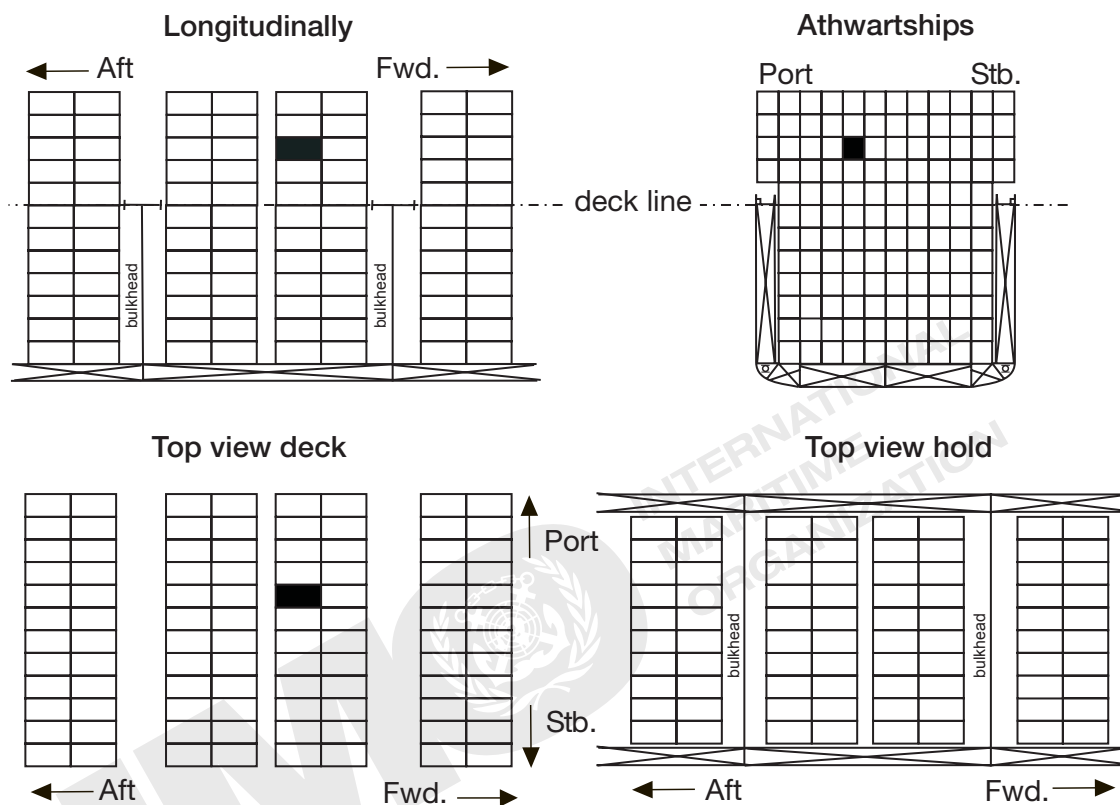 Longitudinally
Athwartships
Aft
Fwd.
Port
Stb.
deck line
bulkhead
bulkhead
Top view deck
Top view hold
INTERNATIONAL
MARITIME
ORGANIZATION
Port
bulkhead
bulkhead
Stb.
Aft
Fwd.
Aft
Fwd.
IMO